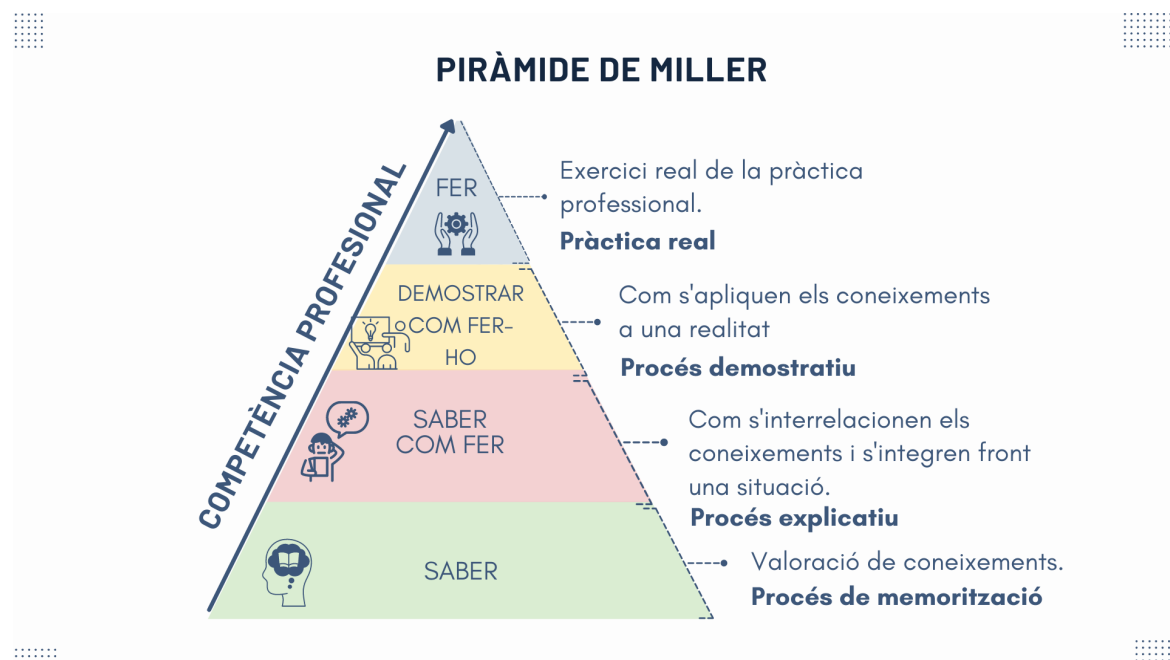 PIRÀMIDE DE MILLER
COMPETÈNCIA PROFESIONAL
FER
Exercici real de la pràctica
professional.
Pràctica real
DEMOSTRAR
COM FER-
HO
Com s'apliquen els coneixements
a una realitat
Procés demostratiu
SABER
COM FER
Com s'interrelacionen els
coneixements i s'integren front
una situació.
Procés explicatiu
SABER
Valoració de coneixements.
Procés de memorització